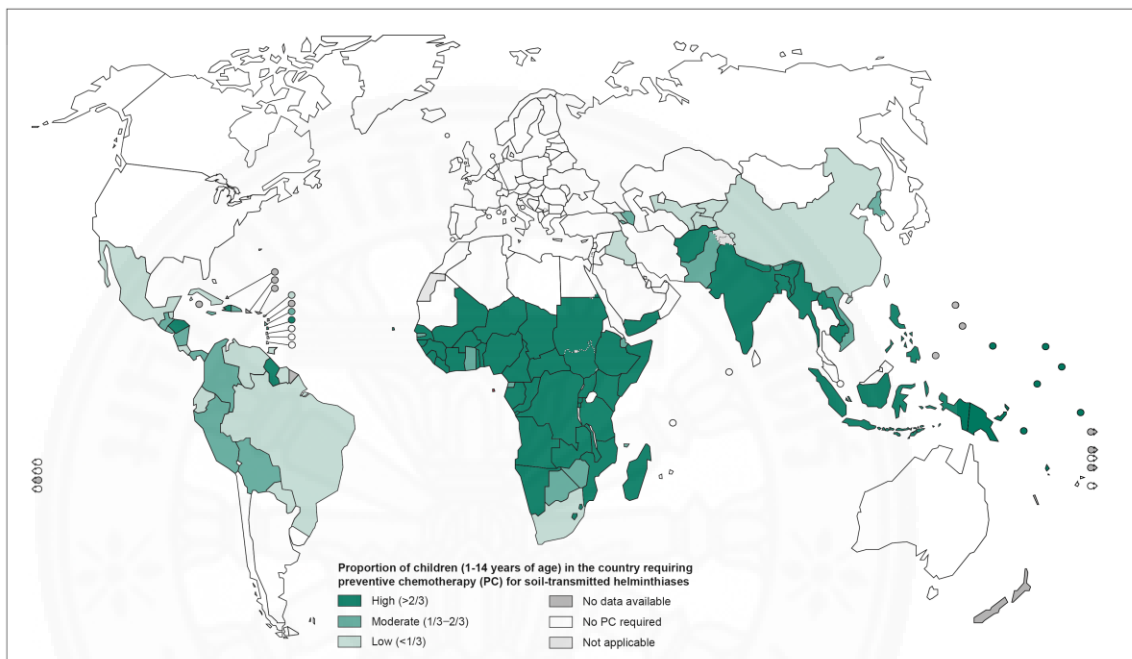 Proportion of children (1-14 years of age) in the country requiring
preventive chemotherapy (PC) for soil-transmitted helminthiases
High (>2/3)
Moderate (1/3–2/3)
Low (<1/3)
No data available
No PC required
Not applicable